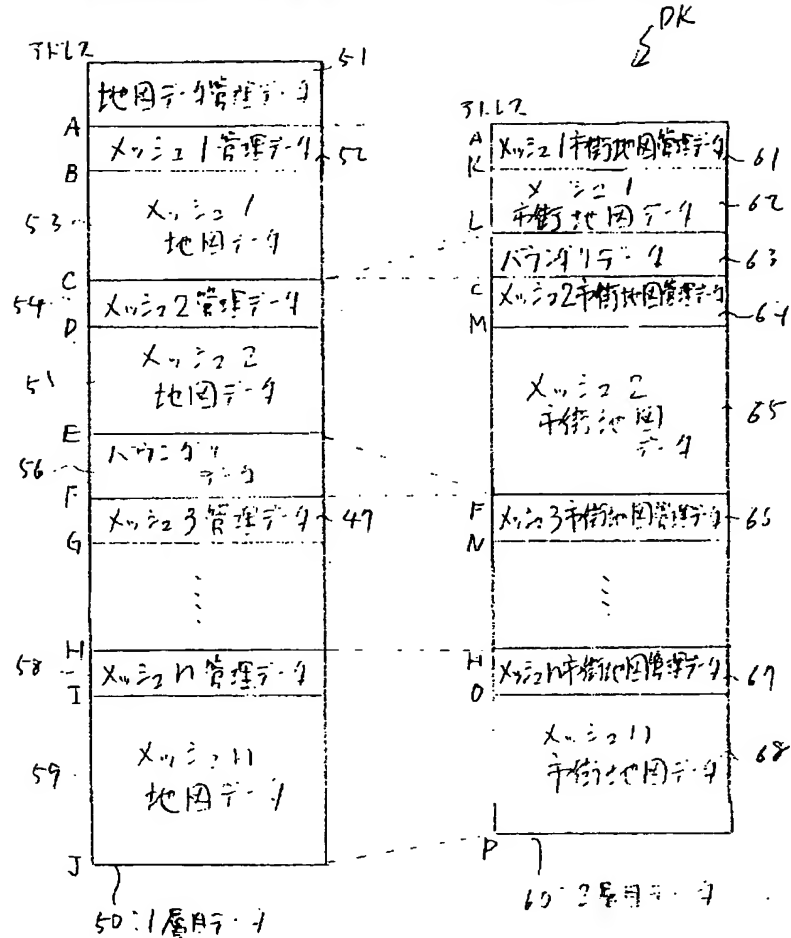 DK
アドレス
51
地図データ管理データ
A
メッシュ1管理データ
52
B
53
メッシュ1
地図データ
C
54
メッシュ2管理データ
D
メッシュ2
地図データ
E
56
バウンダリ
データ
F
メッシュ3管理データ
47
G
H
58
メッシュn管理データ
I
59
メッシュn
地図データ
J
50:1層目データ
アドレス
A
メッシュ1市街地図管理データ
61
K
メッシュ1
市街地図データ
62
L
バウンダリデータ
63
C
メッシュ2市街地図管理データ
64
M
メッシュ2
市街地図
データ
65
F
メッシュ3市街地図管理データ
N
H
メッシュn市街地図管理データ
67
O
メッシュn
市街地図データ
68
P
60:2層目データ